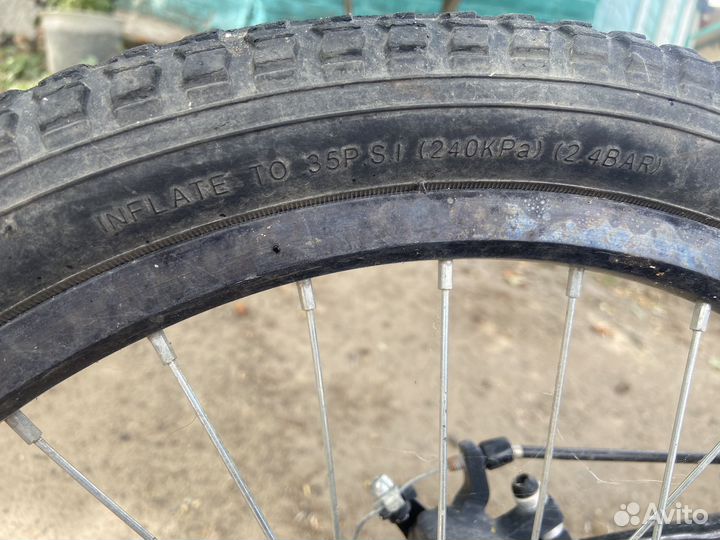 INFLATE TO 35P.S.I (240KPa) (2.4BAR)
Avito